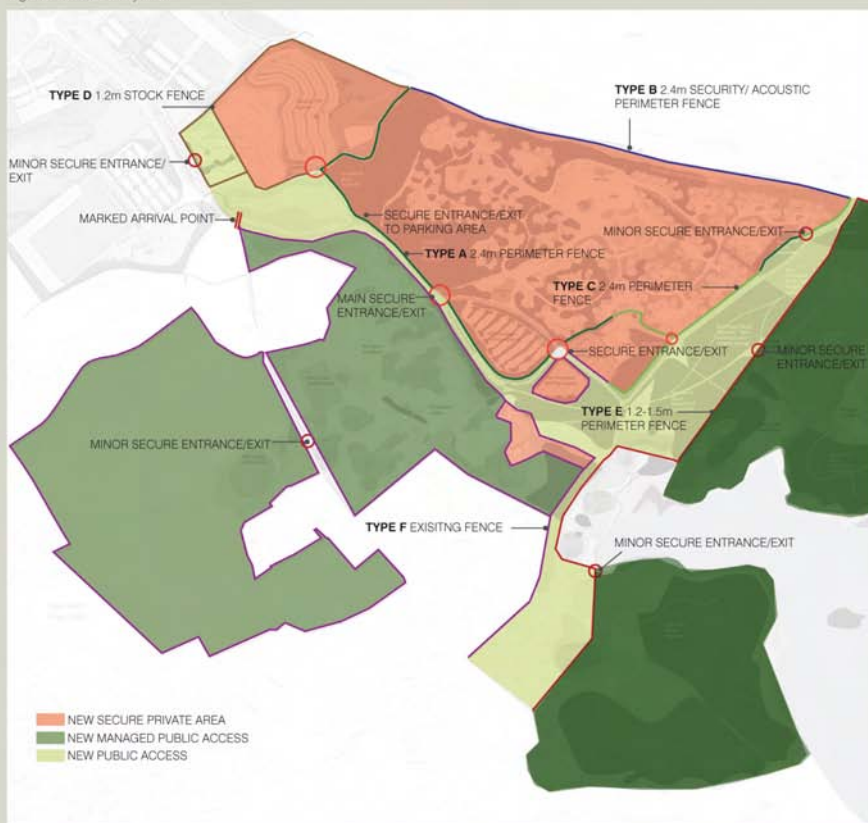 TYPE D 1.2m STOCK FENCE
TYPE B 2.4m SECURITY/ ACOUSTIC
PERIMETER FENCE
MINOR SECURE ENTRANCE/
EXIT
MARKED ARRIVAL POINT
SECURE ENTRANCE/EXIT
TO PARKING AREA
MINOR SECURE ENTRANCE/EXIT
TYPE A 2.4m PERIMETER FENCE
TYPE C 2.4m PERIMETER
FENCE
MAIN SECURE
ENTRANCE/EXIT
SECURE ENTRANCE/EXIT
MINOR SECURE
ENTRANCE/EXIT
TYPE E 1.2-1.5m
PERIMETER FENCE
MINOR SECURE ENTRANCE/EXIT
TYPE F EXISITNG FENCE
MINOR SECURE ENTRANCE/EXIT
NEW SECURE PRIVATE AREA
NEW MANAGED PUBLIC ACCESS
NEW PUBLIC ACCESS